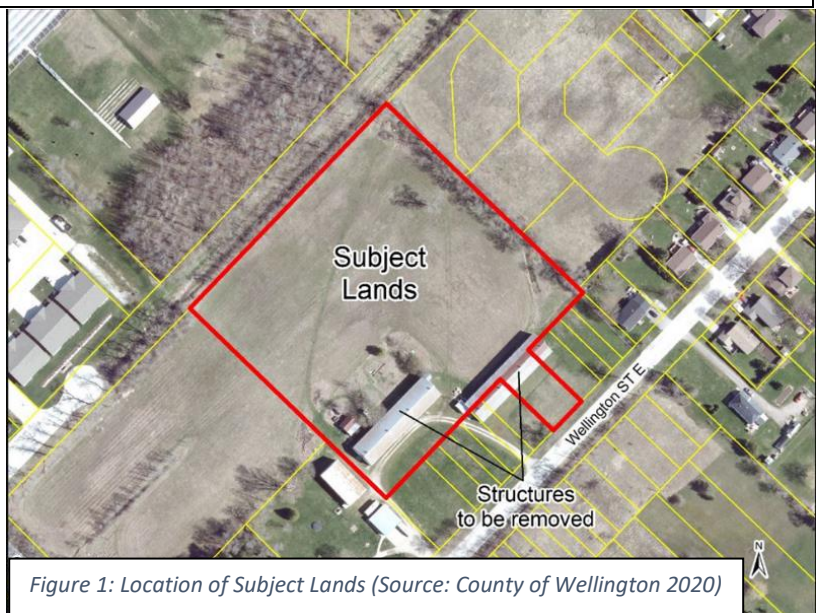 Subject
Lands
Wellington ST E
Structures
to be removed
N
Figure 1: Location of Subject Lands (Source: County of Wellington 2020)